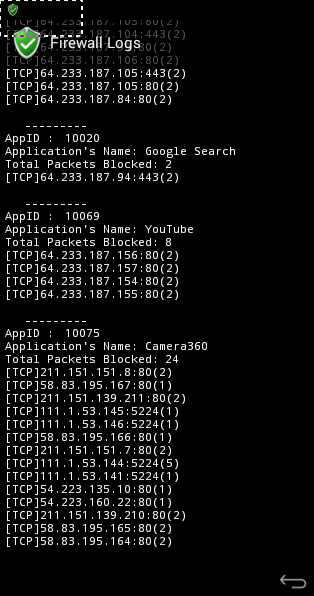 [TCP]64.233.187.103:80(2)
[TCP]64.233.187.104:443(2)
Firewall Logs
[TCP]64.233.187.106:80(2)
[TCP]64.233.187.105:443(2)
[TCP]64.233.187.105:80(2)
[TCP]64.233.187.84:80(2)
---------
AppID : 10020
Application's Name: Google Search
Total Packets Blocked: 2
[TCP]64.233.187.94:443(2)
---------
AppID : 10069
Application's Name: YouTube
Total Packets Blocked: 8
[TCP]64.233.187.156:80(2)
[TCP]64.233.187.157:80(2)
[TCP]64.233.187.154:80(2)
[TCP]64.233.187.155:80(2)
---------
AppID : 10075
Application's Name: Camera360
Total Packets Blocked: 24
[TCP]211.151.151.8:80(2)
[TCP]58.83.195.167:80(1)
[TCP]211.151.139.211:80(2)
[TCP]111.1.53.145:5224(1)
[TCP]111.1.53.146:5224(1)
[TCP]58.83.195.166:80(1)
[TCP]211.151.151.7:80(2)
[TCP]111.1.53.144:5224(5)
[TCP]111.1.53.141:5224(1)
[TCP]54.223.135.10:80(1)
[TCP]54.223.160.22:80(1)
[TCP]211.151.139.210:80(2)
[TCP]58.83.195.165:80(2)
[TCP]58.83.195.164:80(2)